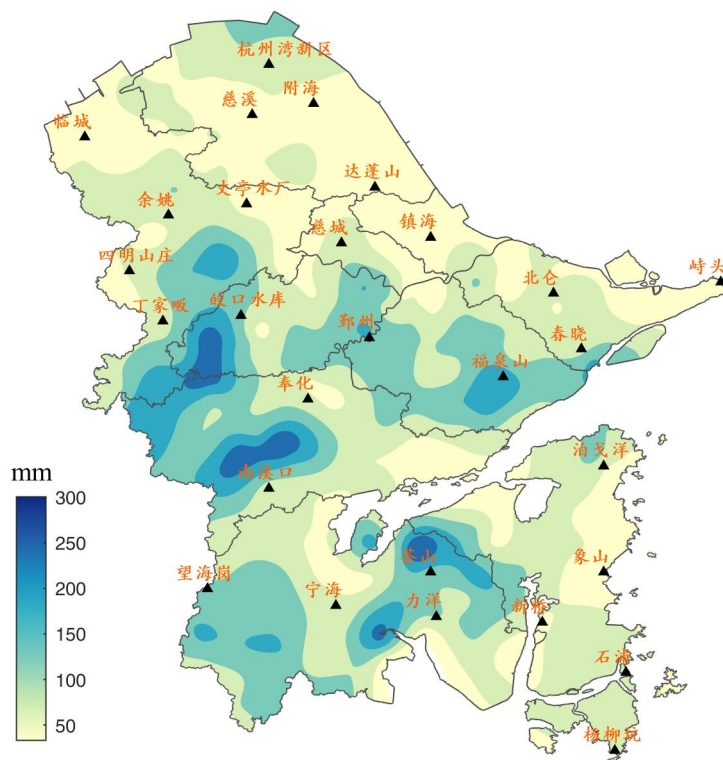 杭州湾新区
附海
慈溪
临城
达蓬山
丈亭水厂
余姚
慈城
镇海
四明山庄
峙头
北仑
丁家畈
皎口水库
鄞州
春晓
福泉山
奉化
泊戈洋
mm
尚溪口
300
250
茶山
象山
望海岗
200
宁海
力洋
新桥
150
石浦
100
杨柳坑
50